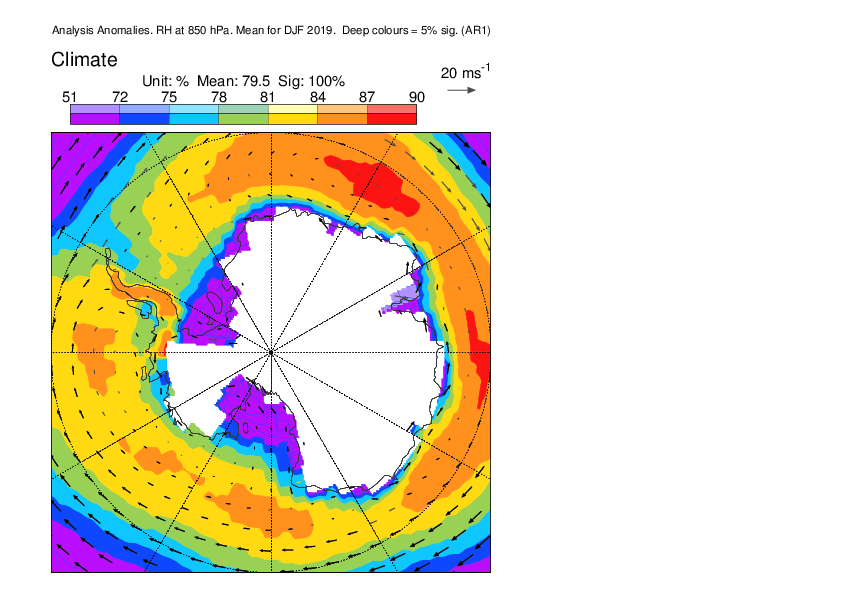 Analysis Anomalies. RH at 850 hPa. Mean for DJF 2019. Deep colours = 5% sig. (AR1)
Climate
20 ms-1
Unit: % Mean: 79.5 Sig: 100%
51 72 75 78 81 84 87 90